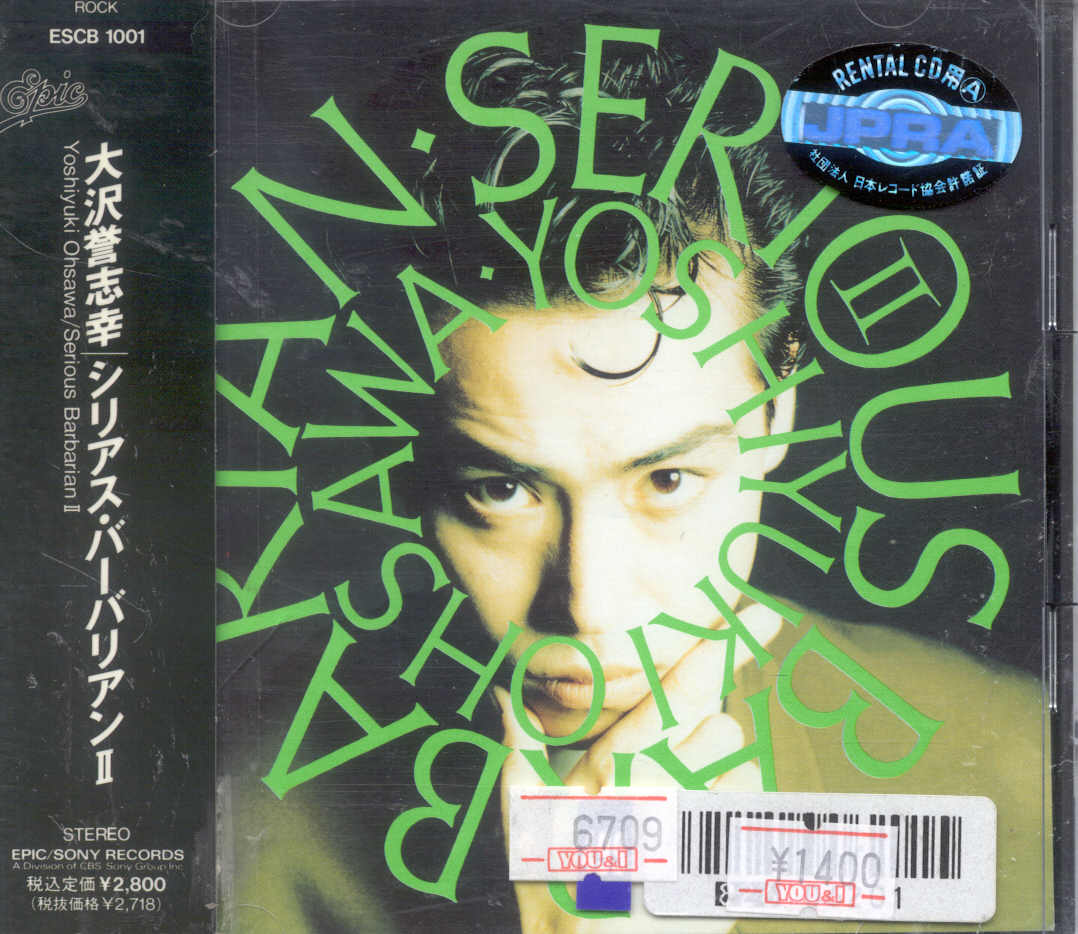 ROCK
ESCB 1001
Epic
大沢誉志幸/シリアス・バーバリアンⅡ
Yoshiyuki Ohsawa/Serious Barbarian Ⅱ
STEREO
EPIC/SONY RECORDS
A Division of CBS Sony Group Inc.
税込定価¥2,800
(税抜価格¥2,718)
SERIOUS
BARBARIAN.
II
YOSHIYUKI
OHSAWA.
RENTAL CD用Ⓐ
JPRA
社団法人 日本レコード協会許諾証
6709
YOU&I
¥1400
YOU&I